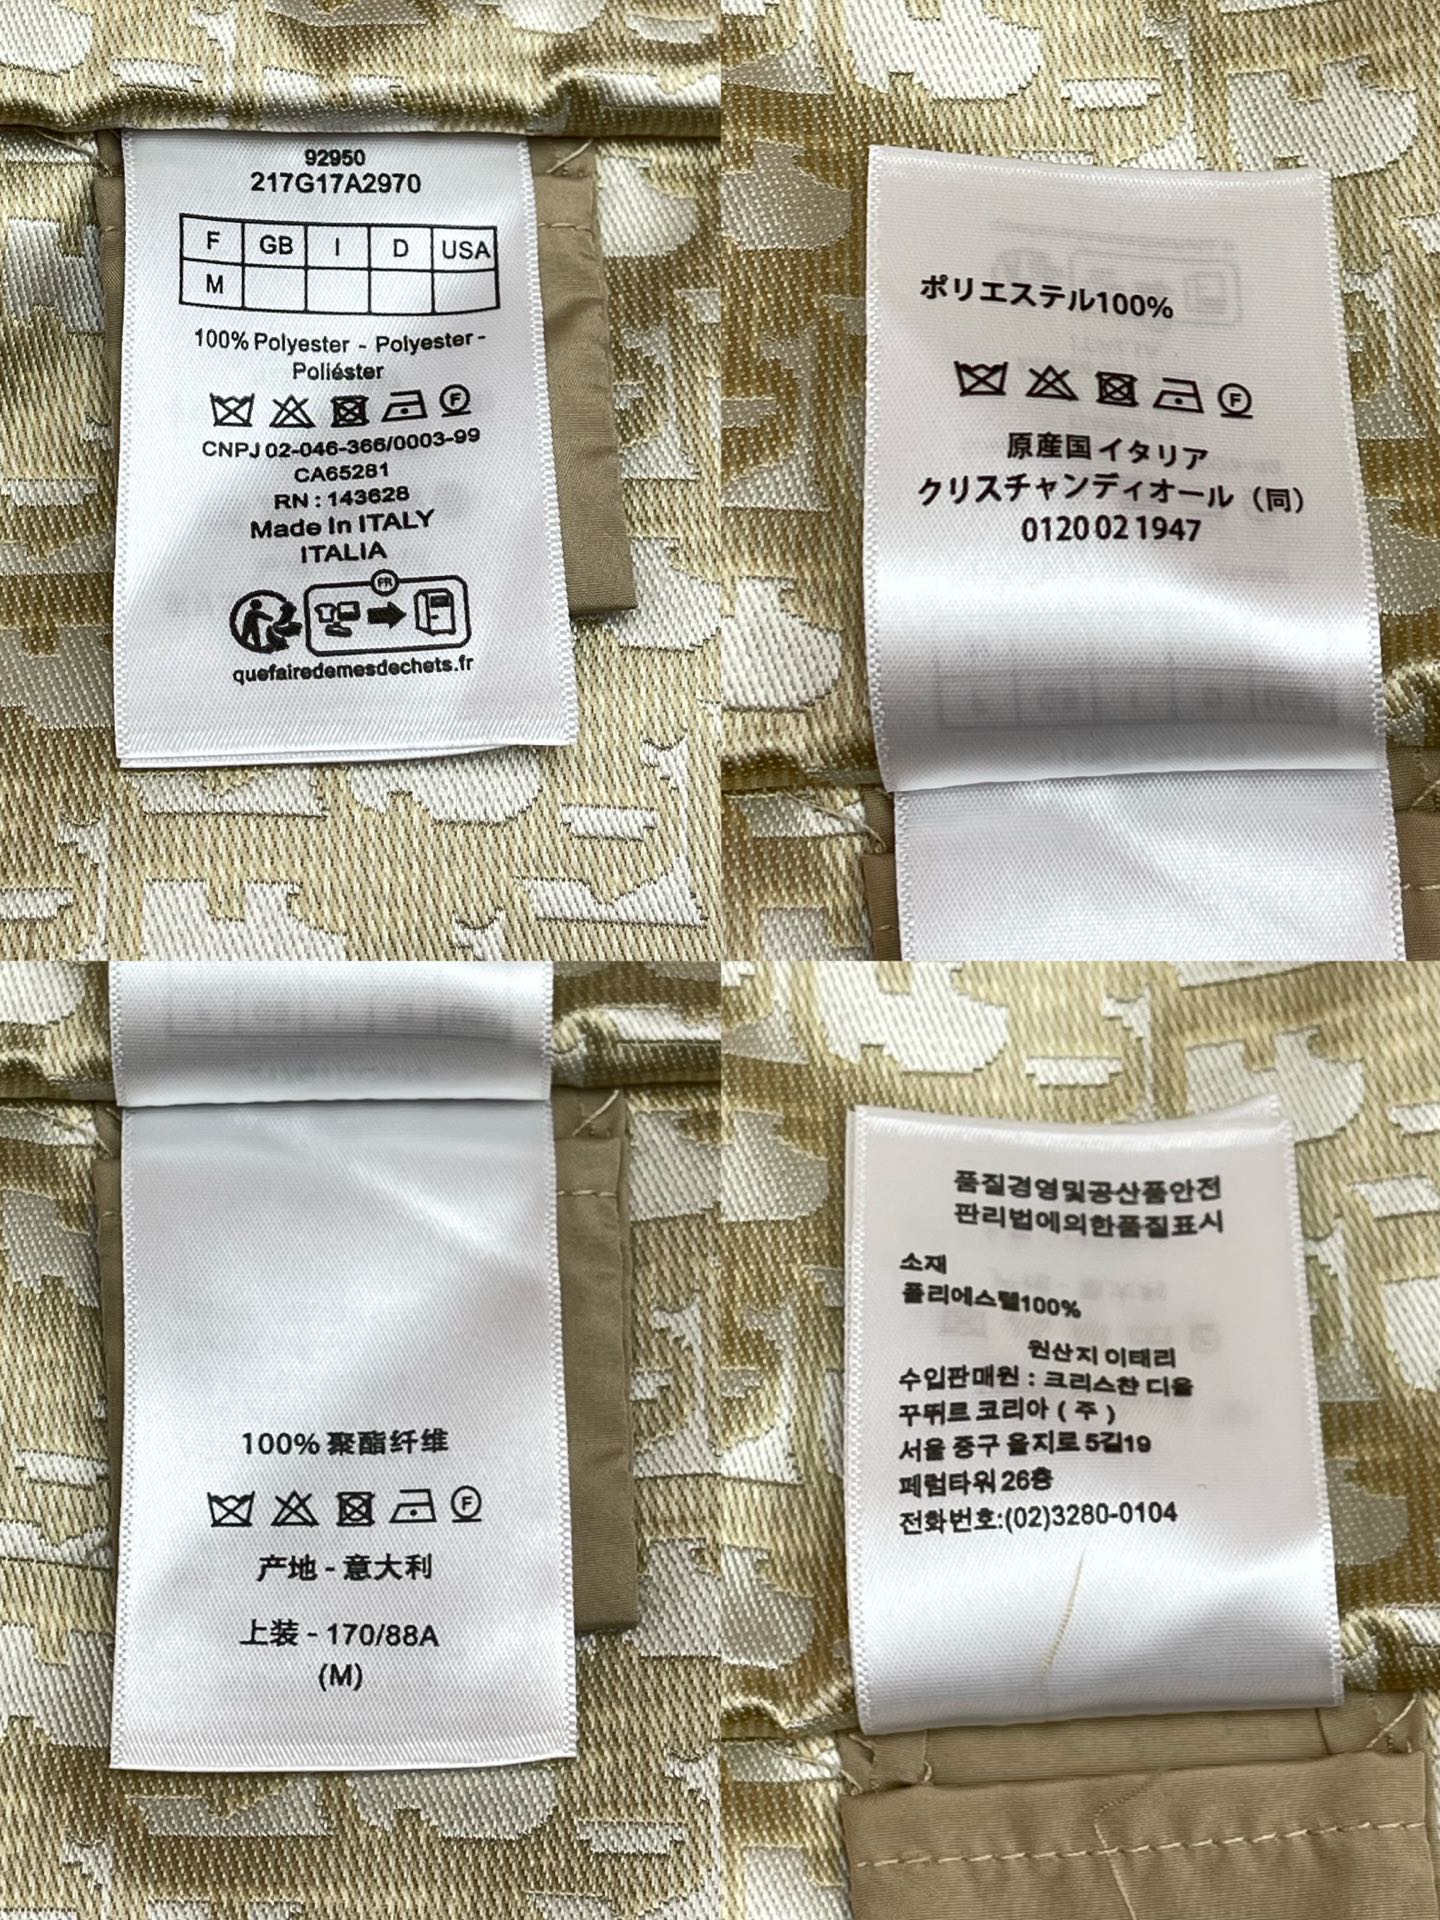 92950
217G17A2970
F GB I D USA
M
100% Polyester - Polyester -
Poliéster
CNPJ 02-046-366/0003-99
CA65281
RN : 143628
Made In ITALY
ITALIA
FR
quefairedemesdechets.fr
ポリエステル100%
F
原産国 イタリア
クリスチャンディオール（同）
0120 02 1947
100% 聚酯纤维
F
产地 - 意大利
上装 - 170/88A
(M)
품질경영및공산품안전
판리법에의한품질표시
소재
폴리에스텔100%
원산지 이태리
수입판매원 : 크리스챤 디올
꾸뛰르 코리아 ( 주 )
서울 중구 을지로 5길19
페럼타워 26층
전화번호:(02)3280-0104